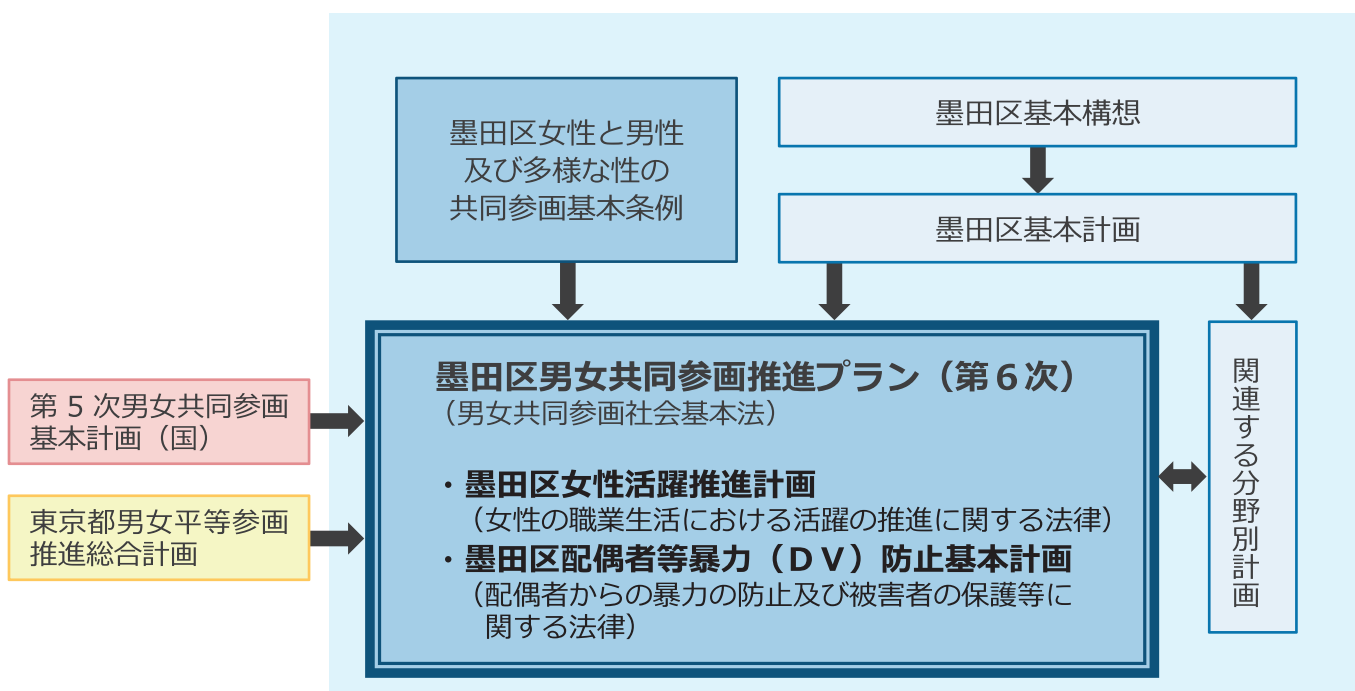 墨田区女性と男性
及び多様な性の
共同参画基本条例
墨田区基本構想
墨田区基本計画
第 5 次男女共同参画
基本計画（国）
東京都男女平等参画
推進総合計画
墨田区男女共同参画推進プラン（第６次）
（男女共同参画社会基本法）
・墨田区女性活躍推進計画
（女性の職業生活における活躍の推進に関する法律）
・墨田区配偶者等暴力（ＤＶ）防止基本計画
（配偶者からの暴力の防止及び被害者の保護等に
関する法律）
関連する分野別計画